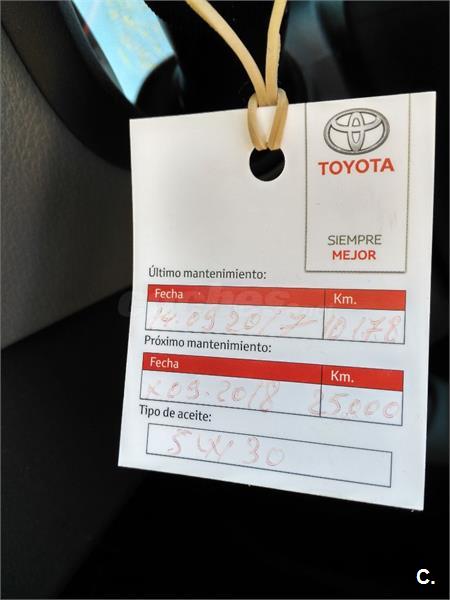 TOYOTA
SIEMPRE
MEJOR
Último mantenimiento:
Fecha Km.
14.09.2017 10178
Próximo mantenimiento:
Fecha Km.
x 09.2018 25.000
Tipo de aceite:
5W30
C.